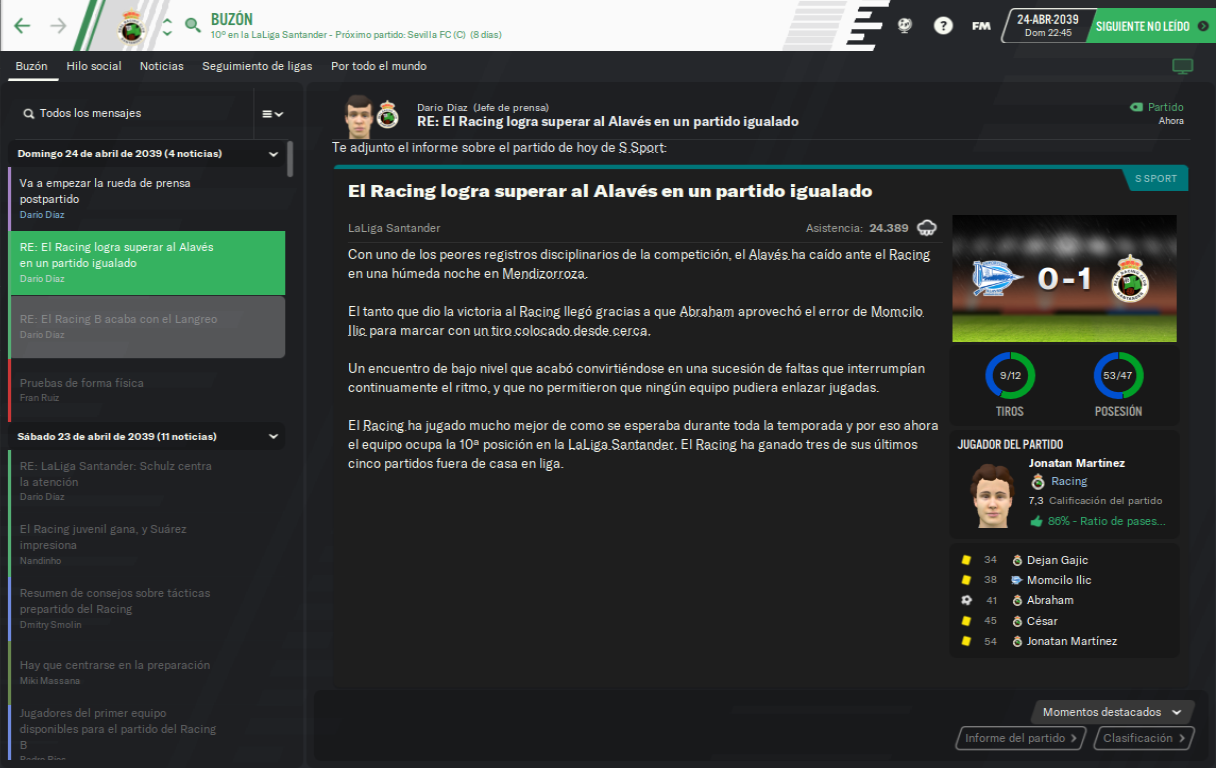 BUZÓN
10º en la LaLiga Santander - Próximo partido: Sevilla FC (C) (8 días)
?
FM
24-ABR-2039
Dom 22:45
SIGUIENTE NO LEÍDO
Buzón
Hilo social
Noticias
Seguimiento de ligas
Por todo el mundo
Todos los mensajes
Domingo 24 de abril de 2039 (4 noticias)
Va a empezar la rueda de prensa
postpartido
Darío Díaz
RE: El Racing logra superar al Alavés
en un partido igualado
Darío Díaz
RE: El Racing B acaba con el Langreo
Darío Díaz
Pruebas de forma física
Fran Ruiz
Sábado 23 de abril de 2039 (11 noticias)
RE: LaLiga Santander: Schulz centra
la atención
Darío Díaz
El Racing juvenil gana, y Suárez
impresiona
Nandinho
Resumen de consejos sobre tácticas
prepartido del Racing
Dmitry Smolin
Hay que centrarse en la preparación
Miki Massana
Jugadores del primer equipo
disponibles para el partido del Racing
B
Pedro Ríos
Darío Díaz (Jefe de prensa)
RE: El Racing logra superar al Alavés en un partido igualado
Partido
Ahora
Te adjunto el informe sobre el partido de hoy de S Sport:
S SPORT
El Racing logra superar al Alavés en un partido igualado
LaLiga Santander
Asistencia: 24.389
Con uno de los peores registros disciplinarios de la competición, el Alavés ha caído ante el Racing
en una húmeda noche en Mendizorroza.
El tanto que dio la victoria al Racing llegó gracias a que Abraham aprovechó el error de Momcilo
Ilic para marcar con un tiro colocado desde cerca.
Un encuentro de bajo nivel que acabó convirtiéndose en una sucesión de faltas que interrumpían
continuamente el ritmo, y que no permitieron que ningún equipo pudiera enlazar jugadas.
El Racing ha jugado mucho mejor de como se esperaba durante toda la temporada y por eso ahora
el equipo ocupa la 10ª posición en la LaLiga Santander. El Racing ha ganado tres de sus últimos
cinco partidos fuera de casa en liga.
0-1
9/12
TIROS
53/47
POSESIÓN
JUGADOR DEL PARTIDO
Jonatan Martínez
Racing
7,3 Calificación del partido
86% - Ratio de pases...
34 Dejan Gajic
38 Momcilo Ilic
41 Abraham
45 César
54 Jonatan Martínez
Momentos destacados
Informe del partido
Clasificación